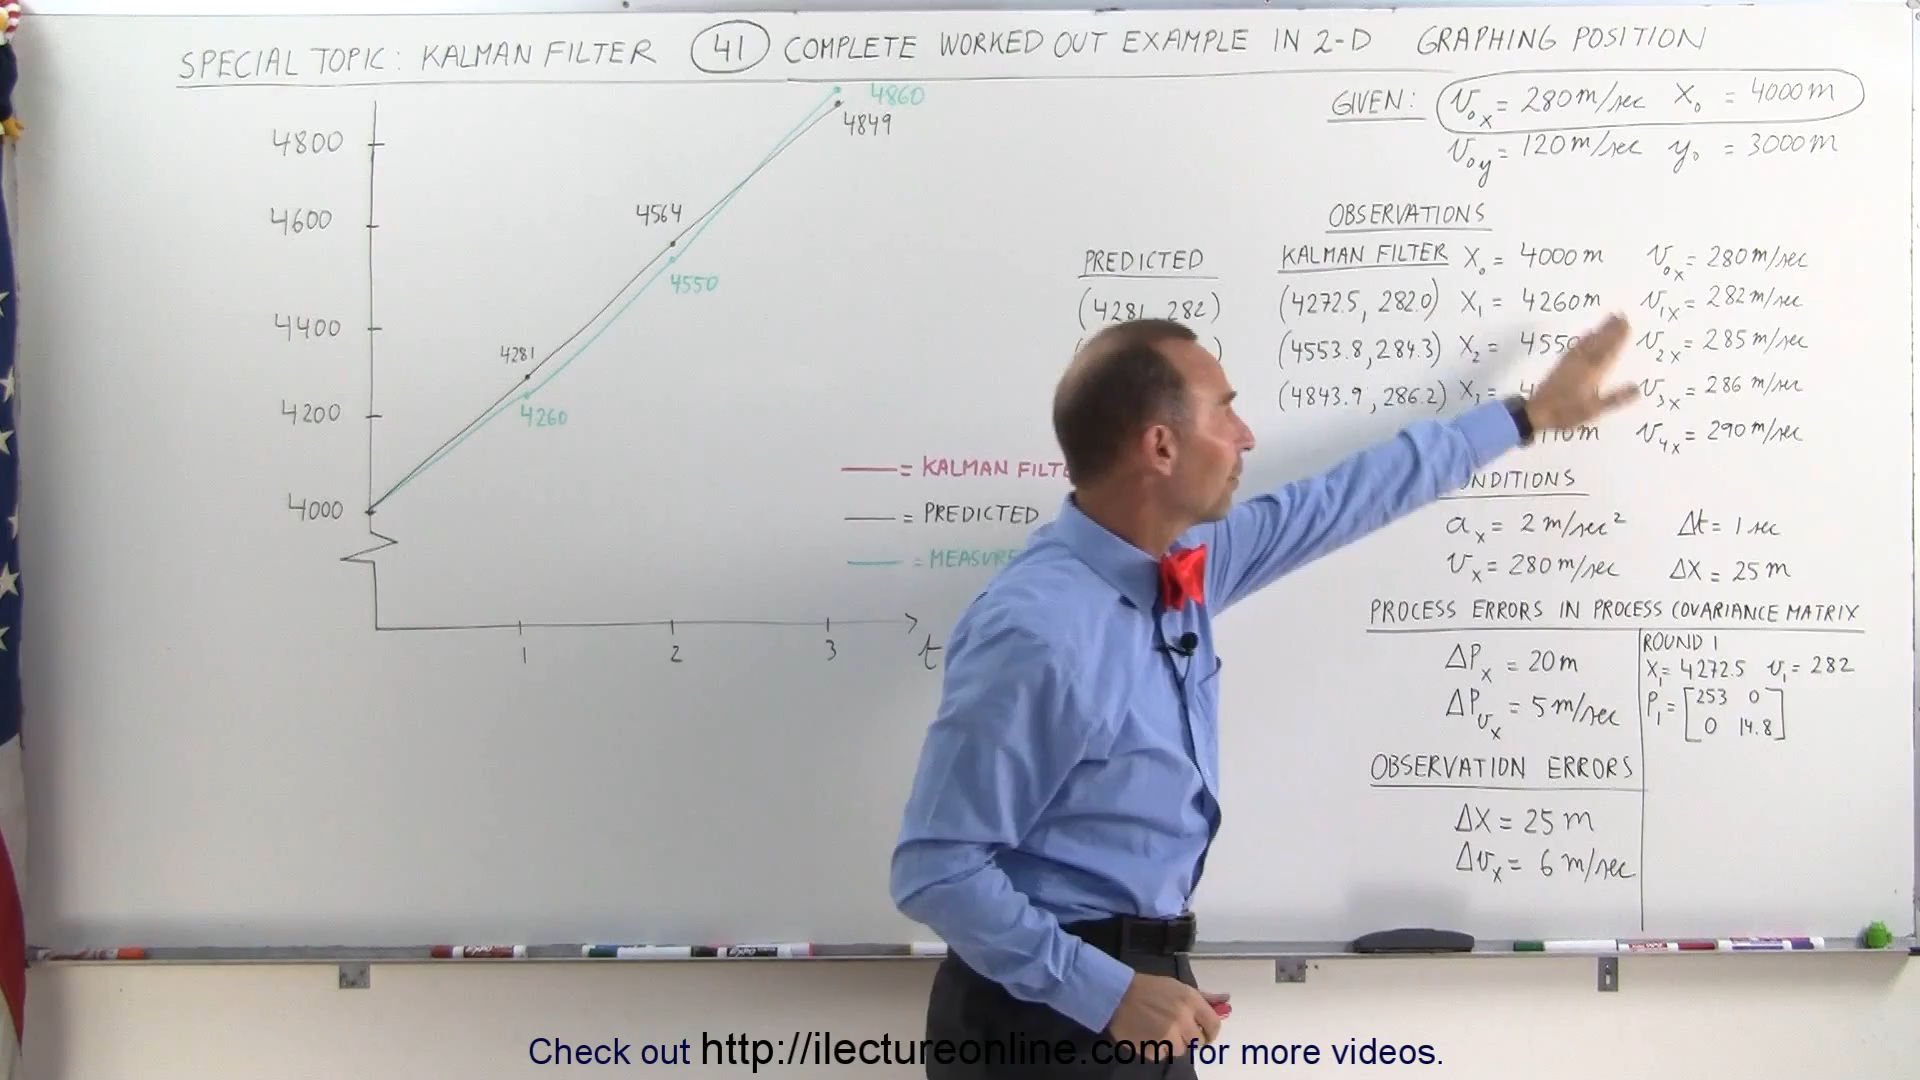 SPECIAL TOPIC: KALMAN FILTER 41 COMPLETE WORKED OUT EXAMPLE IN 2-D GRAPHING POSITION
GIVEN: v₀ₓ = 280 m/sec X₀ = 4000 m
v₀y = 120 m/sec y₀ = 3000 m
4860
4849
4800
4600
4564
4550
4400
4281
4260
4200
4000
= KALMAN
= PREDICTED
=
1 2 3 t
OBSERVATIONS
PREDICTED KALMAN FILTER X₀ = 4000 m v₀ₓ = 280 m/sec
(4281, 282) (4272.5, 282.0) X₁ = 4260 m v₁ₓ = 282 m/sec
(4553.8, 284.3) X₂ = v₂ₓ = 285 m/sec
(4843.9, 286.2) X₃ = v₃ₓ = 286 m/sec
v₄ₓ = 290 m/sec
aₓ = 2 m/sec² Δt = 1 sec
vₓ = 280 m/sec ΔX = 25 m
PROCESS ERRORS IN PROCESS COVARIANCE MATRIX
ΔPₓ = 20 m
ΔPvₓ = 5 m/sec
ROUND 1
X₁ = 4272.5 v₁ = 282
P₁ = [253 0
0 14.8]
OBSERVATION ERRORS
ΔX = 25 m
Δvₓ = 6 m/sec
Check out http://ilectureonline.com for more videos.